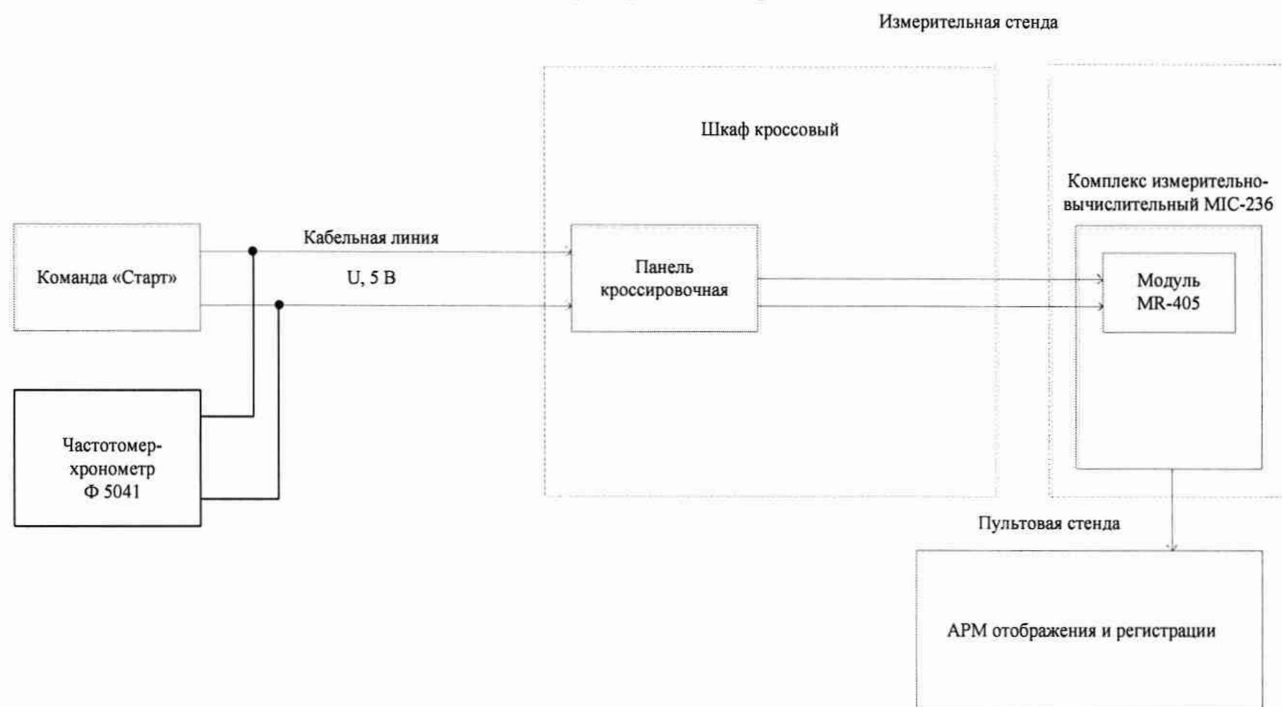 Измерительная стенда
Шкаф кроссовый
Комплекс измерительно-
вычислительный MIC-236
Кабельная линия
Команда «Старт»
U, 5 В
Панель
кроссировочная
Модуль
MR-405
Частотомер-
хронометр
Ф 5041
Пультовая стенда
АРМ отображения и регистрации